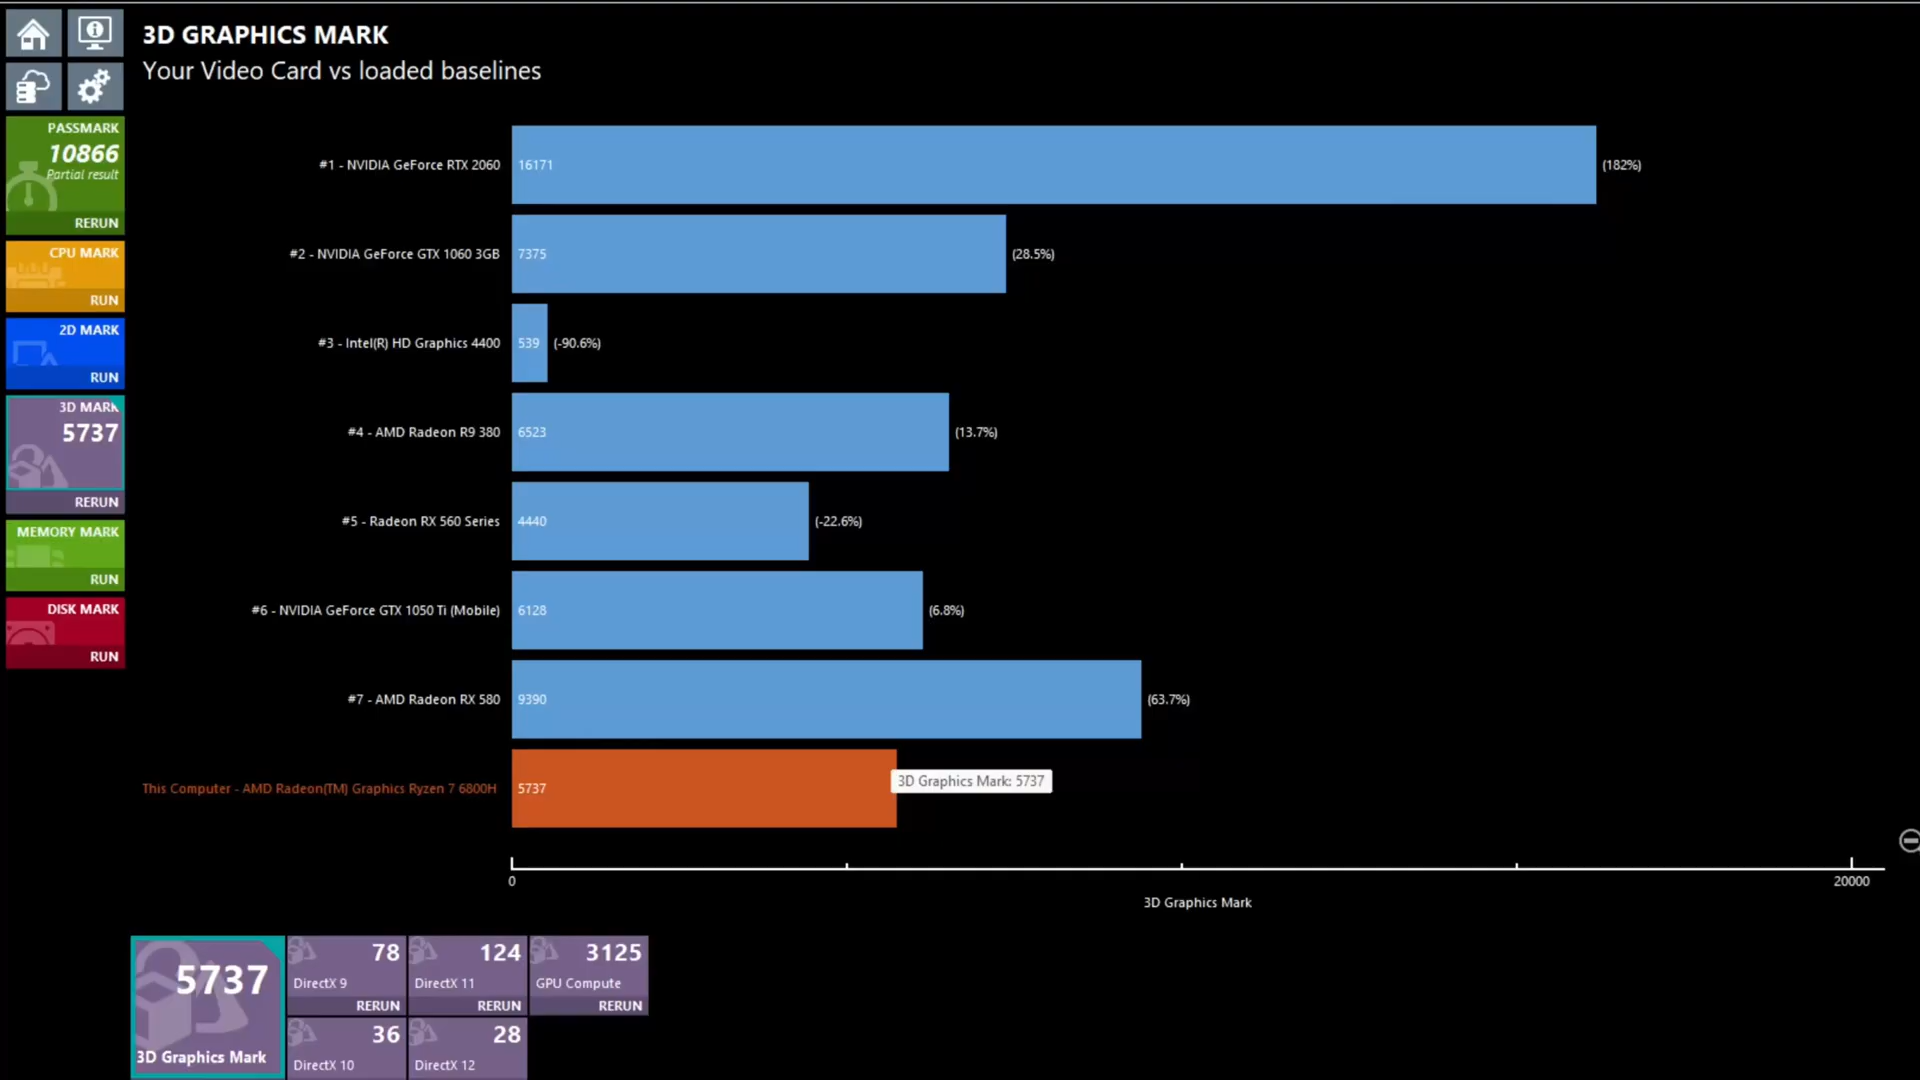 3D GRAPHICS MARK
Your Video Card vs loaded baselines
PASSMARK
10866
Partial result
RERUN
CPU MARK
RUN
2D MARK
RUN
3D MARK
5737
RERUN
MEMORY MARK
RUN
DISK MARK
RUN
#1 - NVIDIA GeForce RTX 2060 16171 (182%)
#2 - NVIDIA GeForce GTX 1060 3GB 7375 (28.5%)
#3 - Intel(R) HD Graphics 4400 539 (-90.6%)
#4 - AMD Radeon R9 380 6523 (13.7%)
#5 - Radeon RX 560 Series 4440 (-22.6%)
#6 - NVIDIA GeForce GTX 1050 Ti (Mobile) 6128 (6.8%)
#7 - AMD Radeon RX 580 9390 (63.7%)
This Computer - AMD Radeon(TM) Graphics Ryzen 7 6800H 5737
3D Graphics Mark: 5737
0 20000
3D Graphics Mark
5737
3D Graphics Mark
78
DirectX 9
RERUN
124
DirectX 11
RERUN
3125
GPU Compute
RERUN
36
DirectX 10
28
DirectX 12